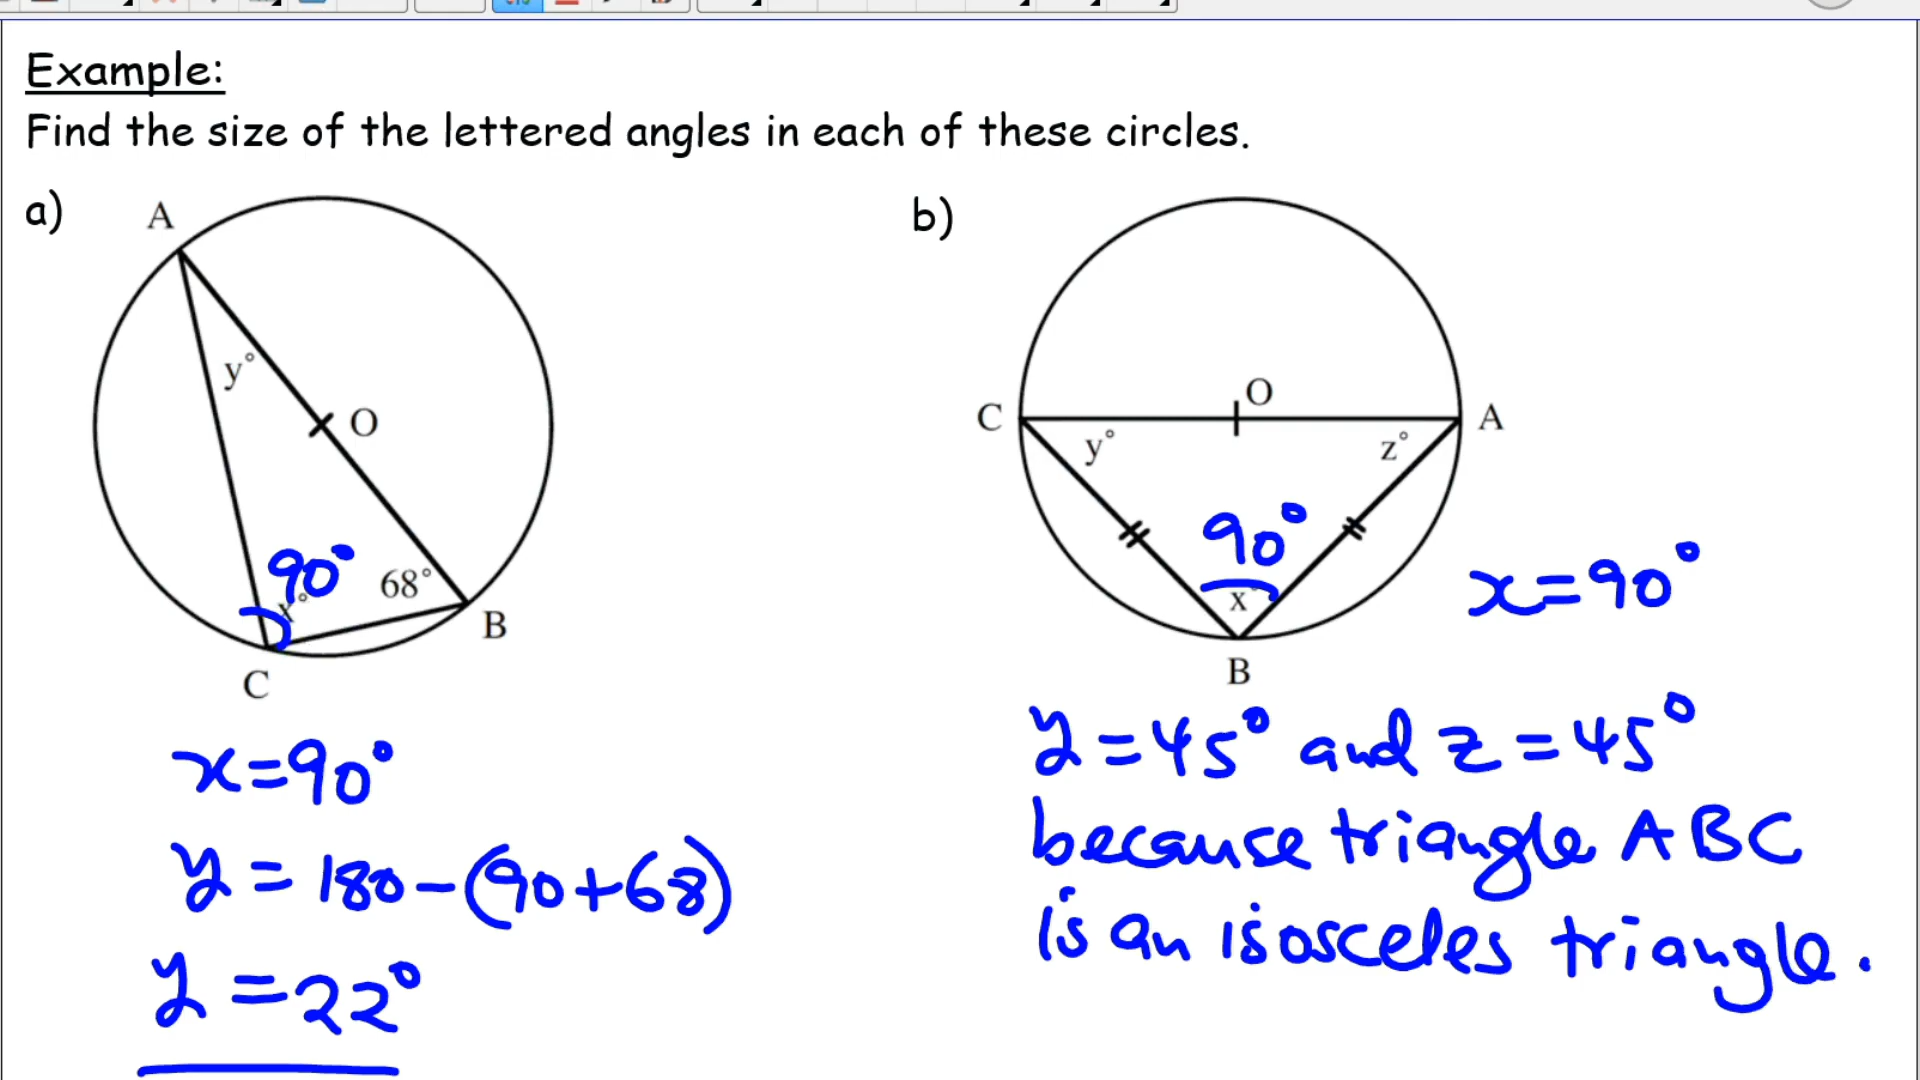 Example:
Find the size of the lettered angles in each of these circles.
a)
A
y°
O
90°
x°
68°
B
C
x=90°
y = 180-(90+68)
y =22°
b)
O
C
A
y°
z°
90°
x°
B
x=90°
y =45° and z =45°
because triangle ABC
is an isosceles triangle.